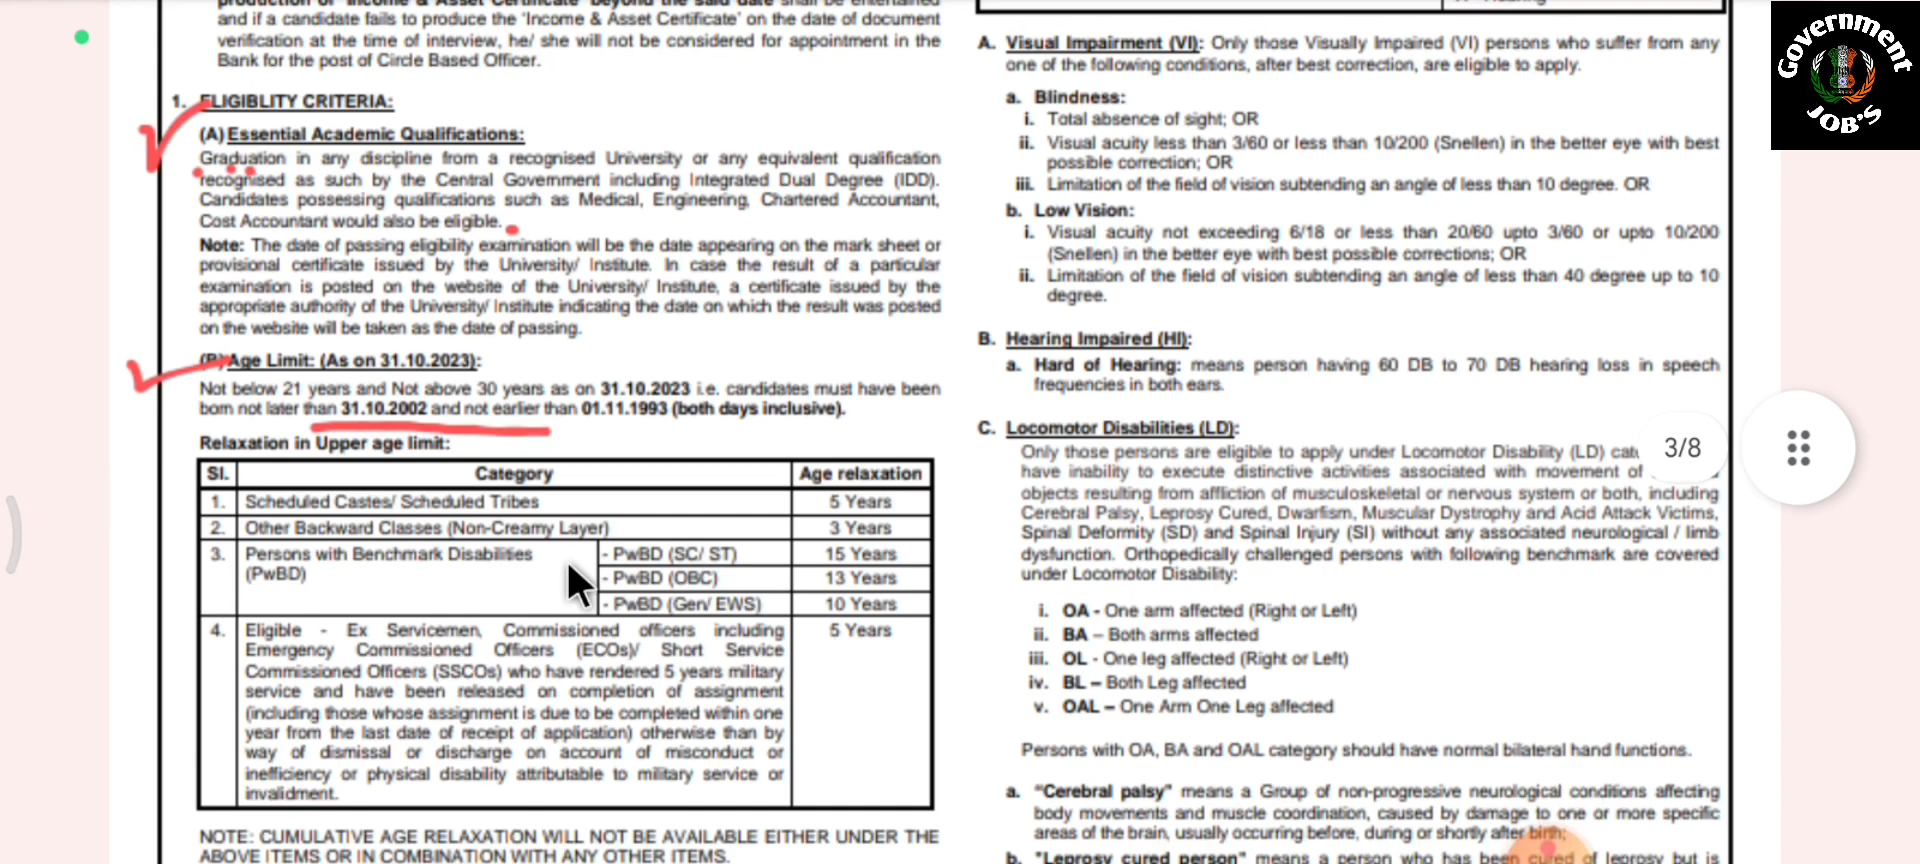 production of 'Income & Asset Certificate' beyond the said date shall be entertained
and if a candidate fails to produce the 'Income & Asset Certificate' on the date of document
verification at the time of interview, he/ she will not be considered for appointment in the
Bank for the post of Circle Based Officer.
1. ELIGIBLITY CRITERIA:
(A) Essential Academic Qualifications:
Graduation in any discipline from a recognised University or any equivalent qualification
recognised as such by the Central Government including Integrated Dual Degree (IDD).
Candidates possessing qualifications such as Medical, Engineering, Chartered Accountant,
Cost Accountant would also be eligible.
Note: The date of passing eligibility examination will be the date appearing on the mark sheet or
provisional certificate issued by the University/ Institute. In case the result of a particular
examination is posted on the website of the University/ Institute, a certificate issued by the
appropriate authority of the University/ Institute indicating the date on which the result was posted
on the website will be taken as the date of passing.
(B) Age Limit: (As on 31.10.2023):
Not below 21 years and Not above 30 years as on 31.10.2023 i.e. candidates must have been
born not later than 31.10.2002 and not earlier than 01.11.1993 (both days inclusive).
Relaxation in Upper age limit:
Sl. Category Age relaxation
1. Scheduled Castes/ Scheduled Tribes 5 Years
2. Other Backward Classes (Non-Creamy Layer) 3 Years
3. Persons with Benchmark Disabilities - PwBD (SC/ ST) 15 Years
(PwBD) - PwBD (OBC) 13 Years
- PwBD (Gen/ EWS) 10 Years
4. Eligible - Ex Servicemen, Commissioned officers including 5 Years
Emergency Commissioned Officers (ECOs)/ Short Service
Commissioned Officers (SSCOs) who have rendered 5 years military
service and have been released on completion of assignment
(including those whose assignment is due to be completed within one
year from the last date of receipt of application) otherwise than by
way of dismissal or discharge on account of misconduct or
inefficiency or physical disability attributable to military service or
invalidment.
NOTE: CUMULATIVE AGE RELAXATION WILL NOT BE AVAILABLE EITHER UNDER THE
ABOVE ITEMS OR IN COMBINATION WITH ANY OTHER ITEMS.
A. Visual Impairment (VI): Only those Visually Impaired (VI) persons who suffer from any
one of the following conditions, after best correction, are eligible to apply.
a. Blindness:
i. Total absence of sight; OR
ii. Visual acuity less than 3/60 or less than 10/200 (Snellen) in the better eye with best
possible correction; OR
iii. Limitation of the field of vision subtending an angle of less than 10 degree. OR
b. Low Vision:
i. Visual acuity not exceeding 6/18 or less than 20/60 upto 3/60 or upto 10/200
(Snellen) in the better eye with best possible corrections; OR
ii. Limitation of the field of vision subtending an angle of less than 40 degree up to 10
degree.
B. Hearing Impaired (HI):
a. Hard of Hearing: means person having 60 DB to 70 DB hearing loss in speech
frequencies in both ears.
C. Locomotor Disabilities (LD):
Only those persons are eligible to apply under Locomotor Disability (LD)
have inability to execute distinctive activities associated with movement of
objects resulting from affliction of musculoskeletal or nervous system or both, including
Cerebral Palsy, Leprosy Cured, Dwarfism, Muscular Dystrophy and Acid Attack Victims,
Spinal Deformity (SD) and Spinal Injury (SI) without any associated neurological / limb
dysfunction. Orthopedically challenged persons with following benchmark are covered
under Locomotor Disability:
i. OA - One arm affected (Right or Left)
ii. BA – Both arms affected
iii. OL - One leg affected (Right or Left)
iv. BL – Both Leg affected
v. OAL – One Arm One Leg affected
Persons with OA, BA and OAL category should have normal bilateral hand functions.
a. "Cerebral palsy" means a Group of non-progressive neurological conditions affecting
body movements and muscle coordination, caused by damage to one or more specific
areas of the brain, usually occurring before, during or shortly after birth;
b. "Leprosy cured person" means a person who has been cured of leprosy but is
3/8
Government
JOB'S